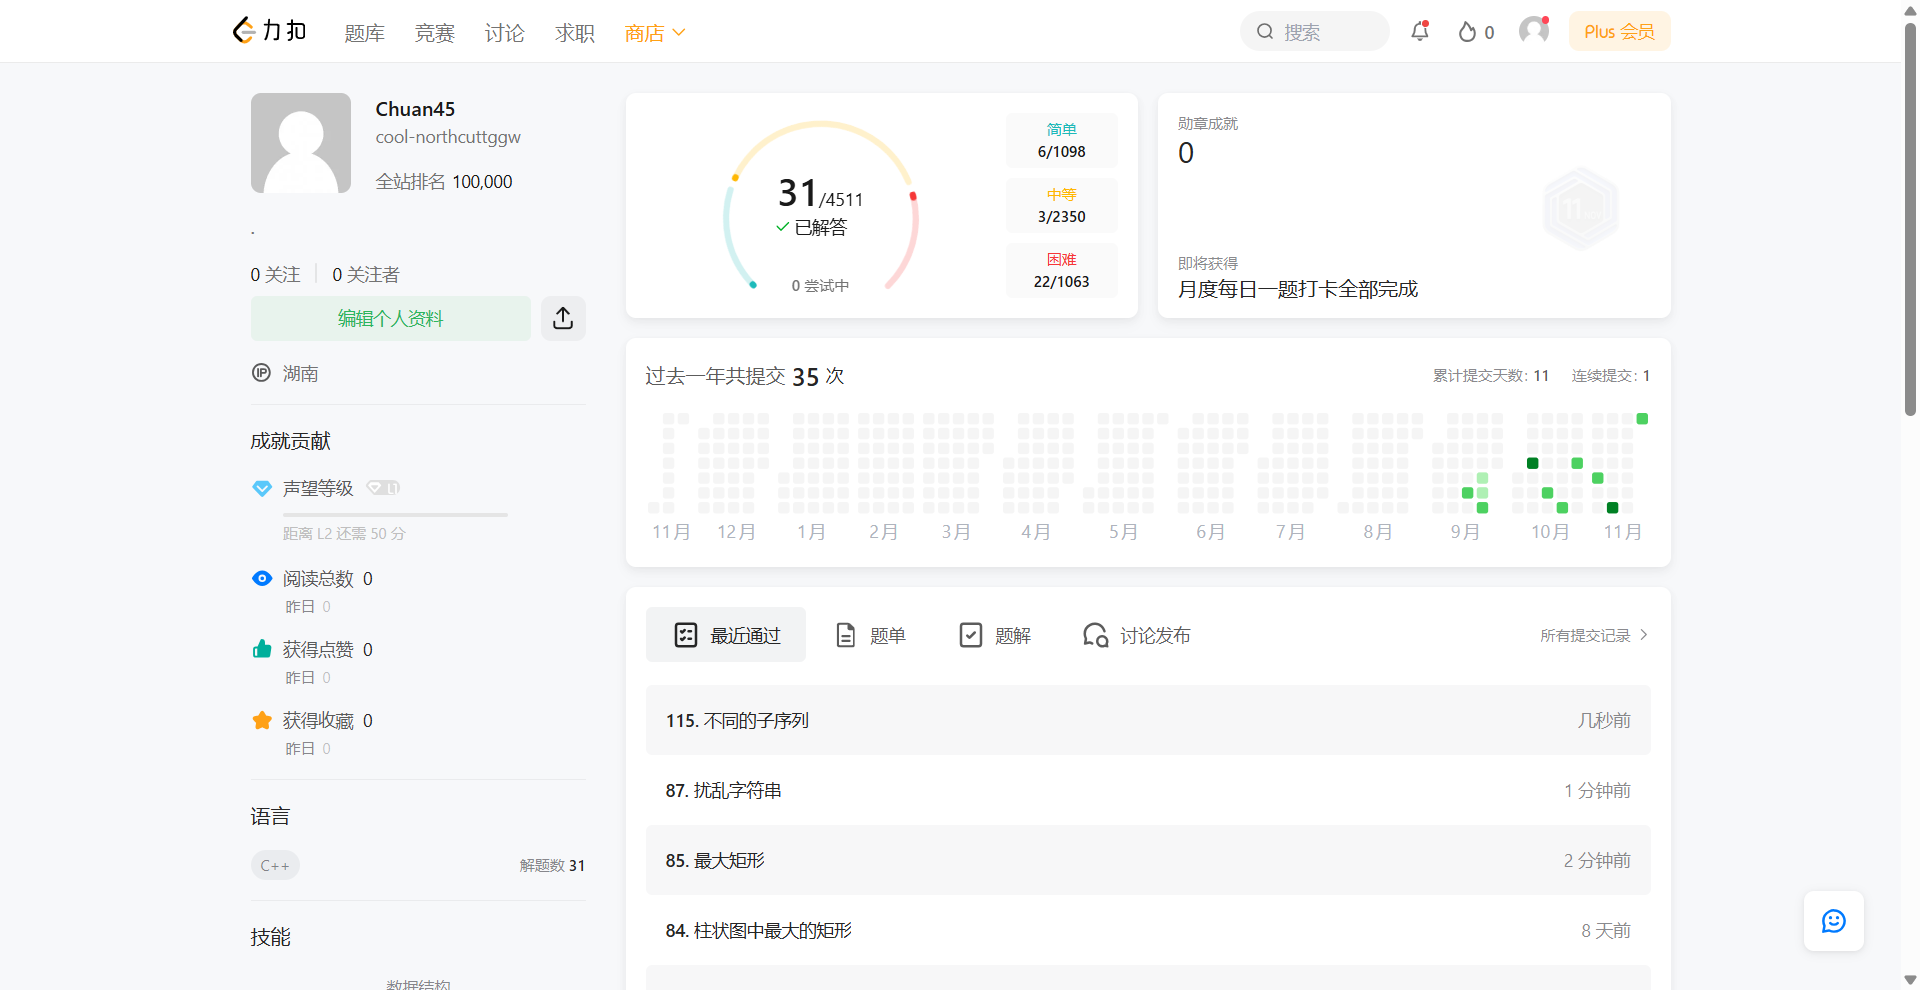 力扣
题库 竞赛 讨论 求职 商店
搜索
0
Plus 会员
Chuan45
cool-northcuttggw
全站排名 100,000
.
0 关注 0 关注者
编辑个人资料
湖南
成就贡献
声望等级 L1
距离 L2 还需 50 分
阅读总数 0
昨日 0
获得点赞 0
昨日 0
获得收藏 0
昨日 0
语言
C++ 解题数 31
技能
数据结构
31/4511
已解答
0 尝试中
简单
6/1098
中等
3/2350
困难
22/1063
勋章成就
0
11
即将获得
月度每日一题打卡全部完成
过去一年共提交 35 次
累计提交天数: 11 连续提交: 1
11月 12月 1月 2月 3月 4月 5月 6月 7月 8月 9月 10月 11月
最近通过 题单 题解 讨论发布 所有提交记录
115. 不同的子序列 几秒前
87. 扰乱字符串 1 分钟前
85. 最大矩形 2 分钟前
84. 柱状图中最大的矩形 8 天前